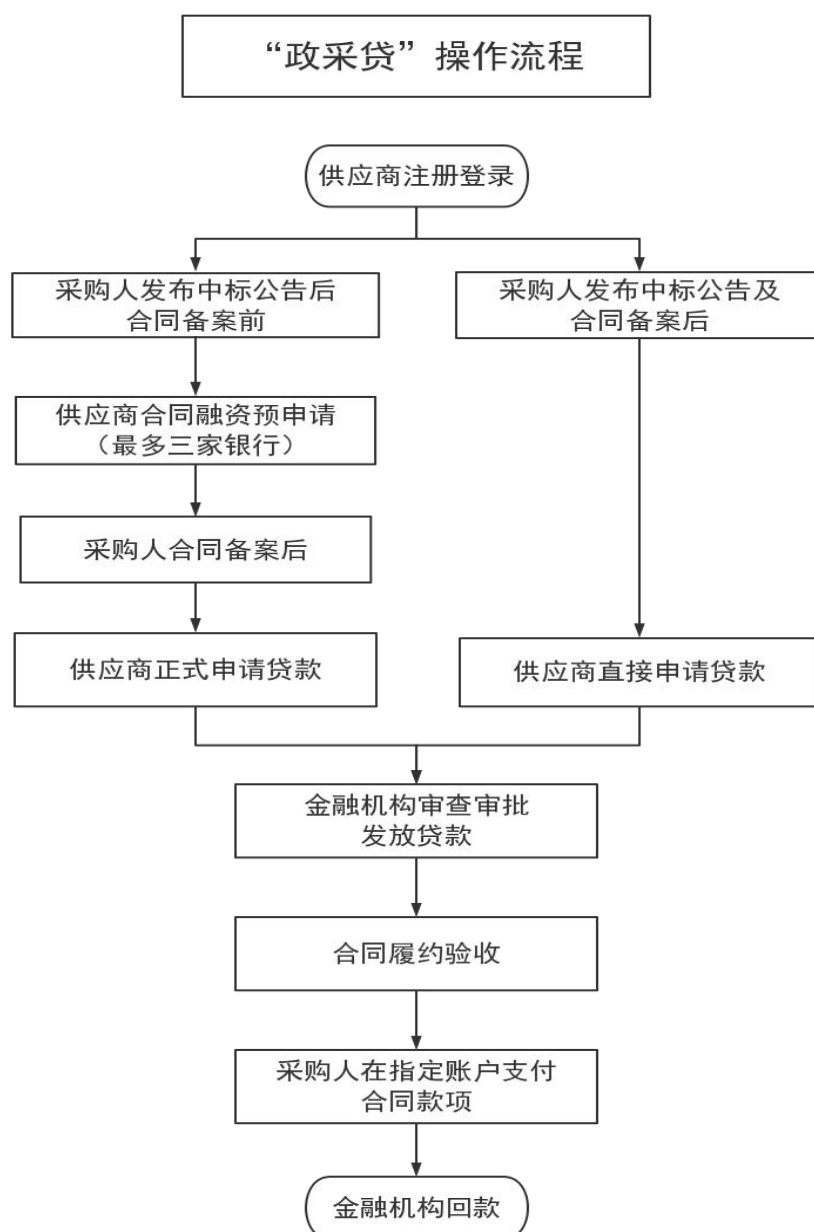 “政采贷”操作流程
供应商注册登录
采购人发布中标公告后
合同备案前
采购人发布中标公告及
合同备案后
供应商合同融资预申请
（最多三家银行）
采购人合同备案后
供应商正式申请贷款
供应商直接申请贷款
金融机构审查审批
发放贷款
合同履约验收
采购人在指定账户支付
合同款项
金融机构回款